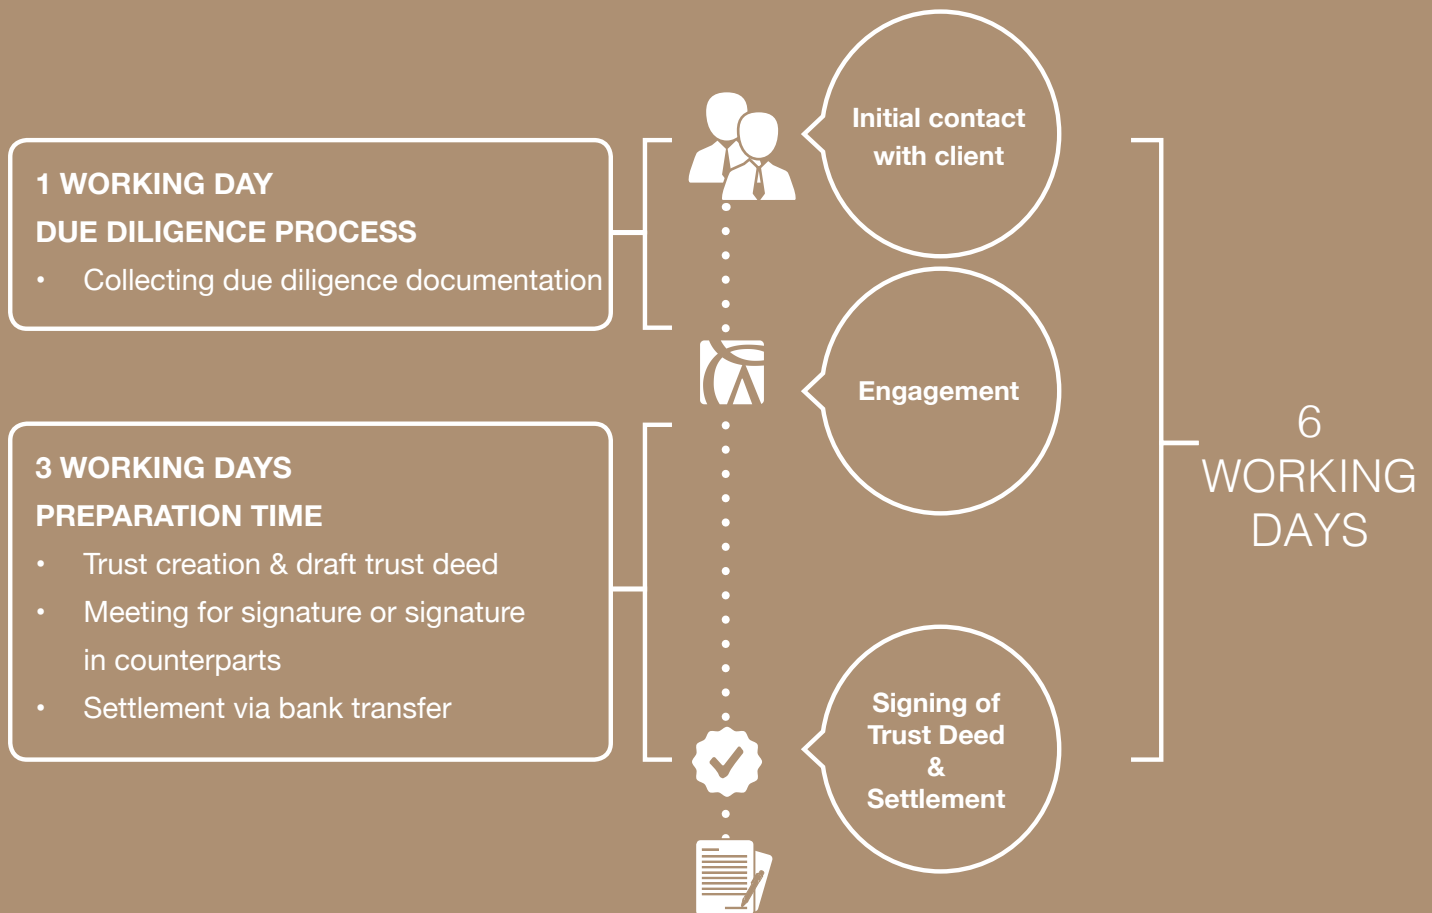 Initial contact
with client
1 WORKING DAY
DUE DILIGENCE PROCESS
• Collecting due diligence documentation
Engagement
3 WORKING DAYS
PREPARATION TIME
• Trust creation & draft trust deed
• Meeting for signature or signature
in counterparts
• Settlement via bank transfer
Signing of
Trust Deed
&
Settlement
6
WORKING
DAYS